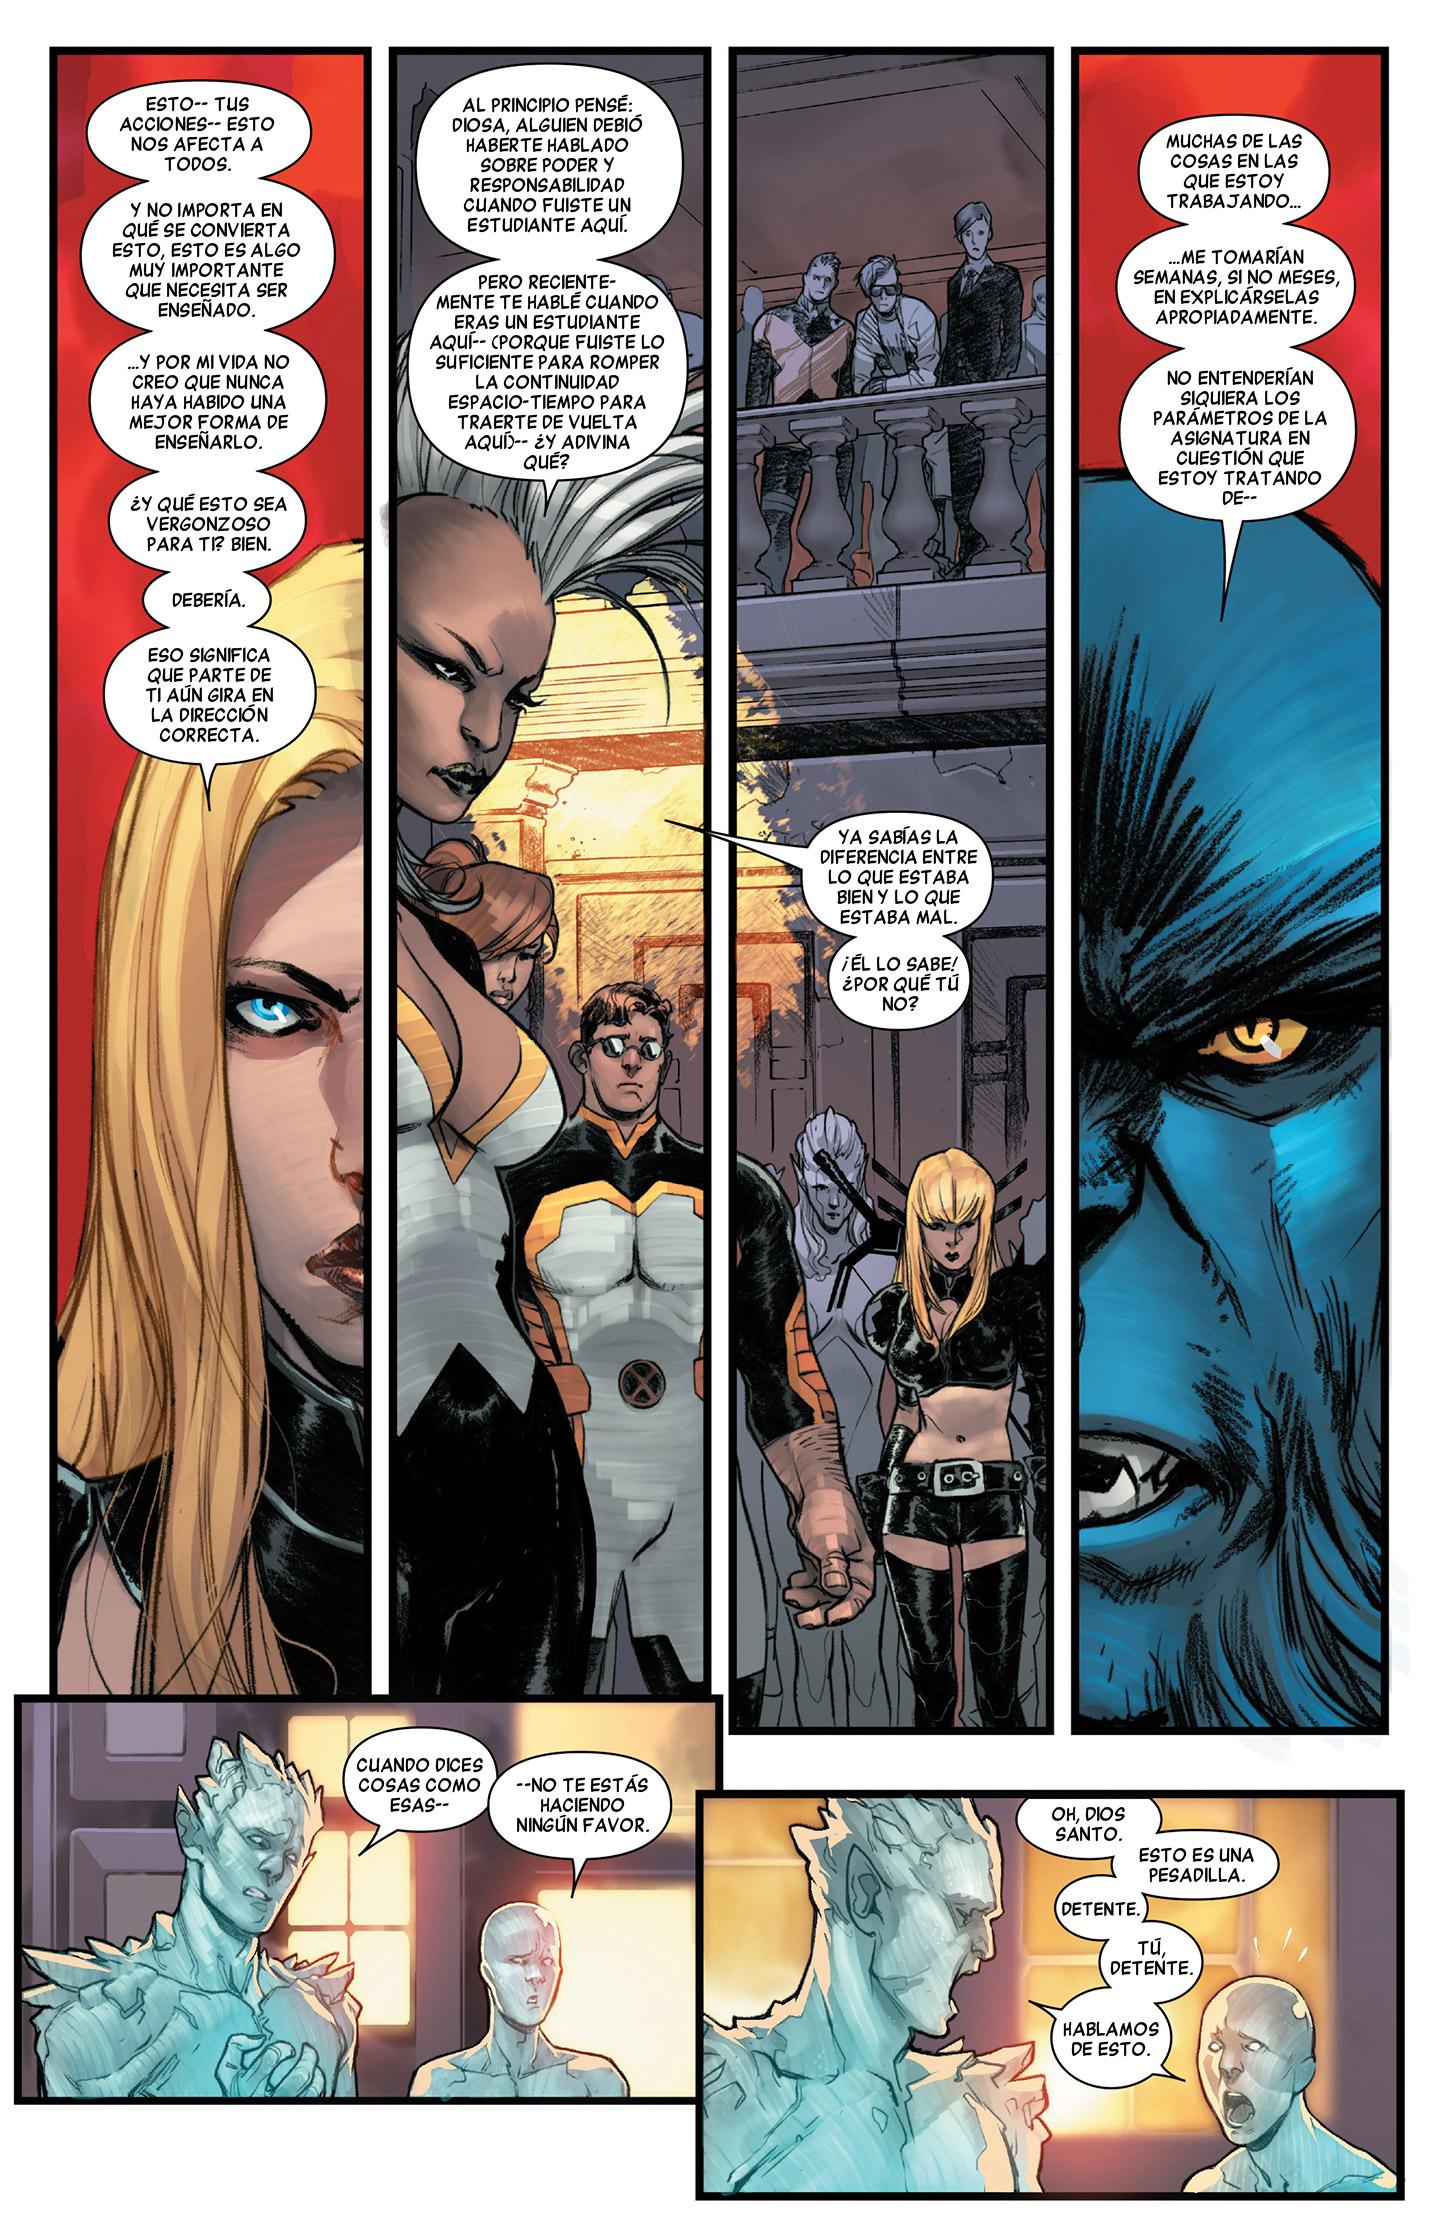 ESTO-- TUS
ACCIONES-- ESTO
NOS AFECTA A
TODOS.
Y NO IMPORTA EN
QUÉ SE CONVIERTA
ESTO, ESTO ES ALGO
MUY IMPORTANTE
QUE NECESITA SER
ENSEÑADO.
...Y POR MI VIDA NO
CREO QUE NUNCA
HAYA HABIDO UNA
MEJOR FORMA DE
ENSEÑARLO.
¿Y QUÉ ESTO SEA
VERGONZOSO
PARA TI? BIEN.
DEBERÍA.
ESO SIGNIFICA
QUE PARTE DE
TI AÚN GIRA EN
LA DIRECCIÓN
CORRECTA.
AL PRINCIPIO PENSÉ:
DIOSA, ALGUIEN DEBIÓ
HABERTE HABLADO
SOBRE PODER Y
RESPONSABILIDAD
CUANDO FUISTE UN
ESTUDIANTE AQUÍ.
PERO RECIENTE-
MENTE TE HABLÉ CUANDO
ERAS UN ESTUDIANTE
AQUÍ-- (PORQUE FUISTE LO
SUFICIENTE PARA ROMPER
LA CONTINUIDAD
ESPACIO-TIEMPO PARA
TRAERTE DE VUELTA
AQUÍ)-- ¿Y ADIVINA
QUÉ?
YA SABÍAS LA
DIFERENCIA ENTRE
LO QUE ESTABA
BIEN Y LO QUE
ESTABA MAL.
¡ÉL LO SABE!
¿POR QUÉ TÚ
NO?
MUCHAS DE LAS
COSAS EN LAS
QUE ESTOY
TRABAJANDO...
...ME TOMARÍAN
SEMANAS, SI NO MESES,
EN EXPLICÁRSELAS
APROPIADAMENTE.
NO ENTENDERÍAN
SIQUIERA LOS
PARÁMETROS DE LA
ASIGNATURA EN
CUESTIÓN QUE
ESTOY TRATANDO
DE--
CUANDO DICES
COSAS COMO
ESAS--
--NO TE ESTÁS
HACIENDO
NINGÚN FAVOR.
OH, DIOS
SANTO.
ESTO ES UNA
PESADILLA.
DETENTE.
TÚ,
DETENTE.
HABLAMOS
DE ESTO.